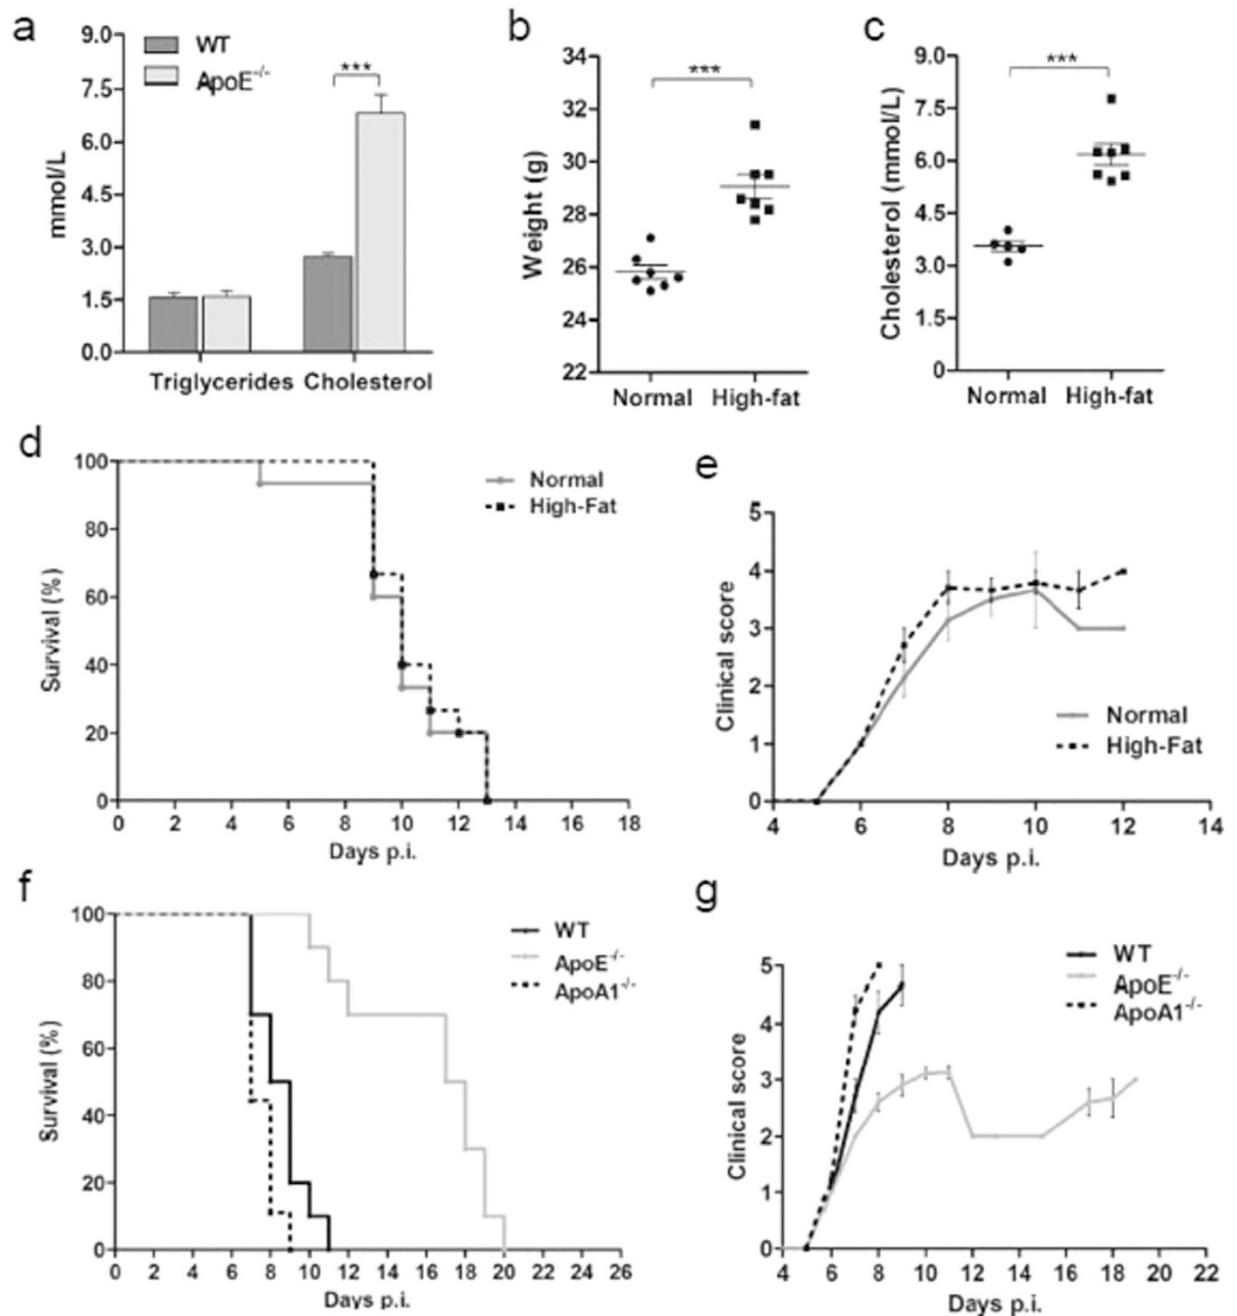 a
9.0
7.5
6.0
4.5
3.0
1.5
0.0
mmol/L
WT
ApoE-/-
***
Triglycerides Cholesterol
b
34
32
30
28
26
24
22
Weight (g)
***
Normal High-fat
c
9.0
7.5
6.0
4.5
3.0
1.5
0
Cholesterol (mmol/L)
***
Normal High-fat
d
100
80
60
40
20
0
Survival (%)
Normal
High-Fat
0 2 4 6 8 10 12 14 16 18
Days p.i.
e
5
4
3
2
1
0
Clinical score
Normal
High-Fat
4 6 8 10 12 14
Days p.i.
f
100
80
60
40
20
0
Survival (%)
WT
ApoE-/-
ApoA1-/-
0 2 4 6 8 10 12 14 16 18 20 22 24 26
Days p.i.
g
5
4
3
2
1
0
Clinical score
WT
ApoE-/-
ApoA1-/-
4 6 8 10 12 14 16 18 20 22
Days p.i.